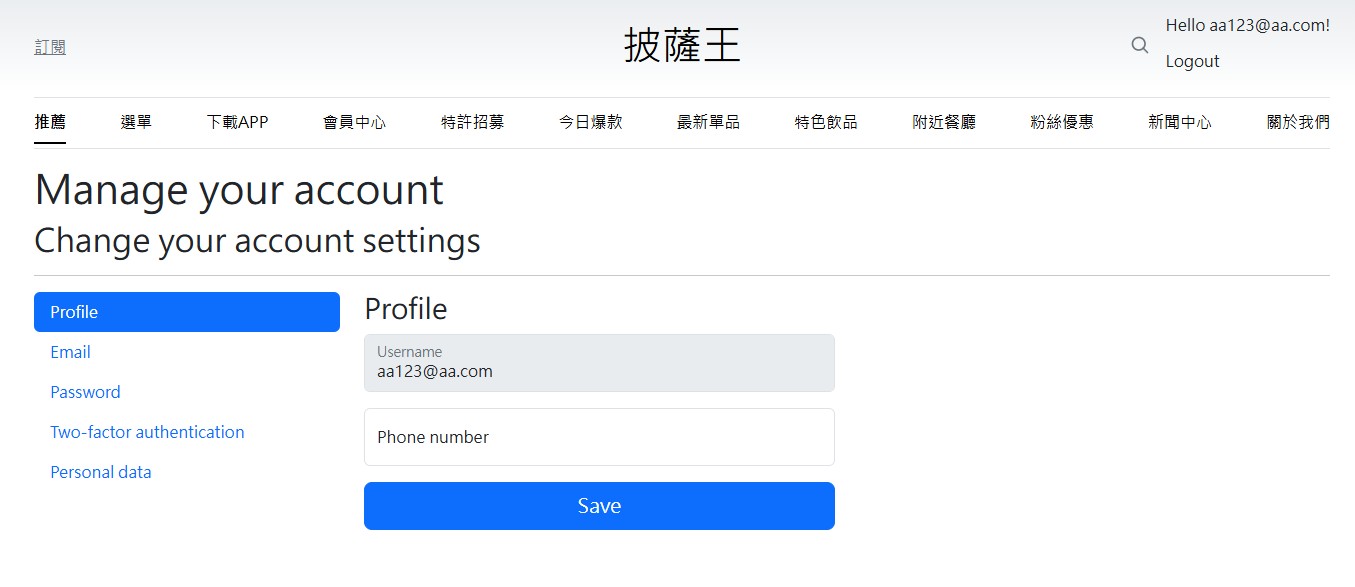 訂閱
披薩王
Hello aa123@aa.com!
Logout
推薦 選單 下載APP 會員中心 特許招募 今日爆款 最新單品 特色飲品 附近餐廳 粉絲優惠 新聞中心 關於我們
Manage your account
Change your account settings
Profile
Email
Password
Two-factor authentication
Personal data
Profile
Username
aa123@aa.com
Phone number
Save